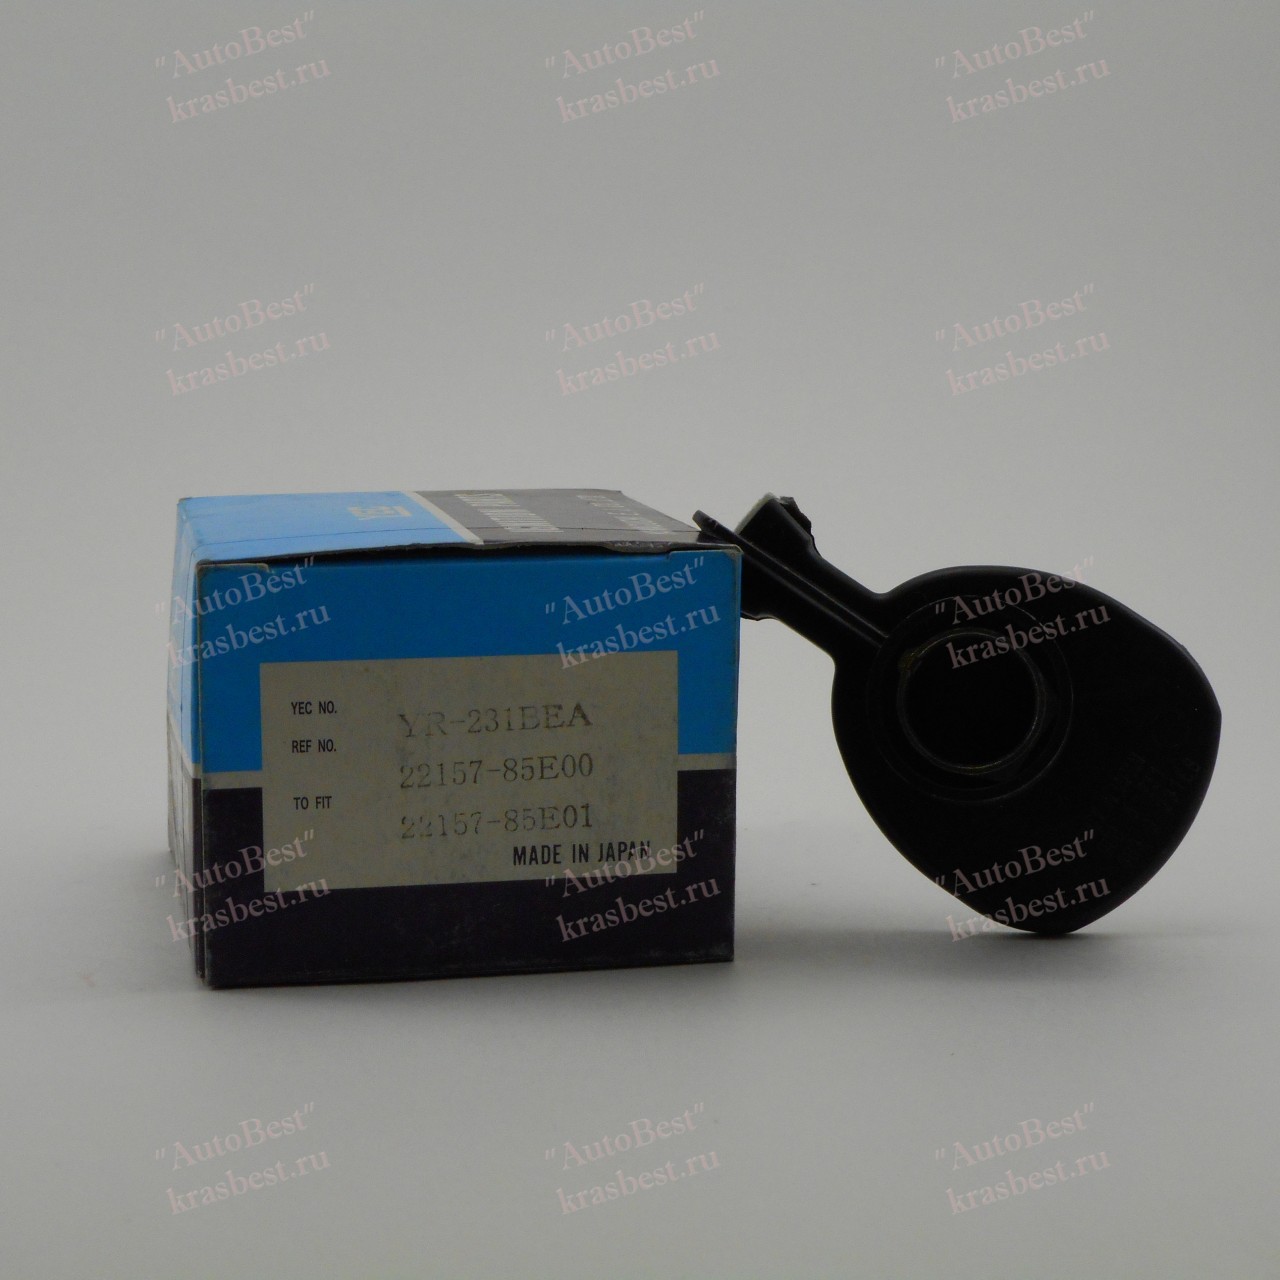 "AutoBest" "AutoBest" "AutoBest"
krasbest.ru krasbest.ru krasbest.ru
"AutoBest" "AutoBest" "AutoBest"
krasbest.ru krasbest.ru krasbest.ru
YEC
"AutoBest" "AutoBest" "AutoBest"
krasbest.ru krasbest.ru krasbest.ru
YEC NO. YR-231BEA
REF NO. 22157-85E00
TO FIT 22157-85E01
MADE IN JAPAN
"AutoBest" "AutoBest" "AutoBest"
krasbest.ru krasbest.ru krasbest.ru
"AutoBest" "AutoBest" "AutoBest"
krasbest.ru krasbest.ru krasbest.ru